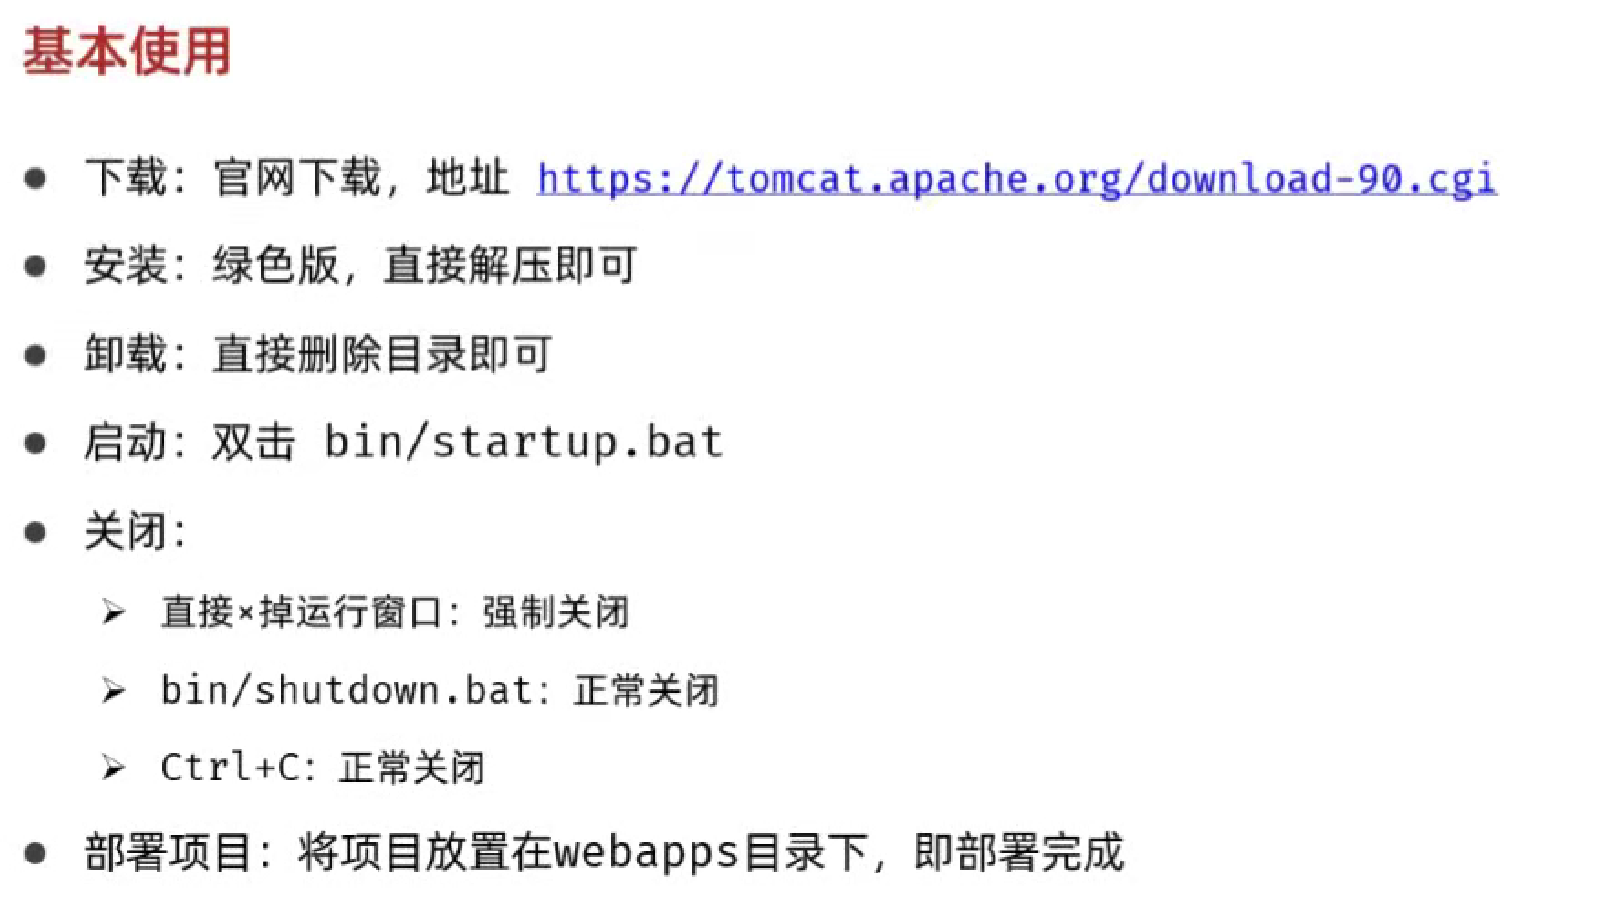 基本使用
下载：官网下载，地址 https://tomcat.apache.org/download-90.cgi
安装：绿色版，直接解压即可
卸载：直接删除目录即可
启动：双击 bin/startup.bat
关闭：
直接×掉运行窗口：强制关闭
bin/shutdown.bat：正常关闭
Ctrl+C：正常关闭
部署项目：将项目放置在webapps目录下，即部署完成